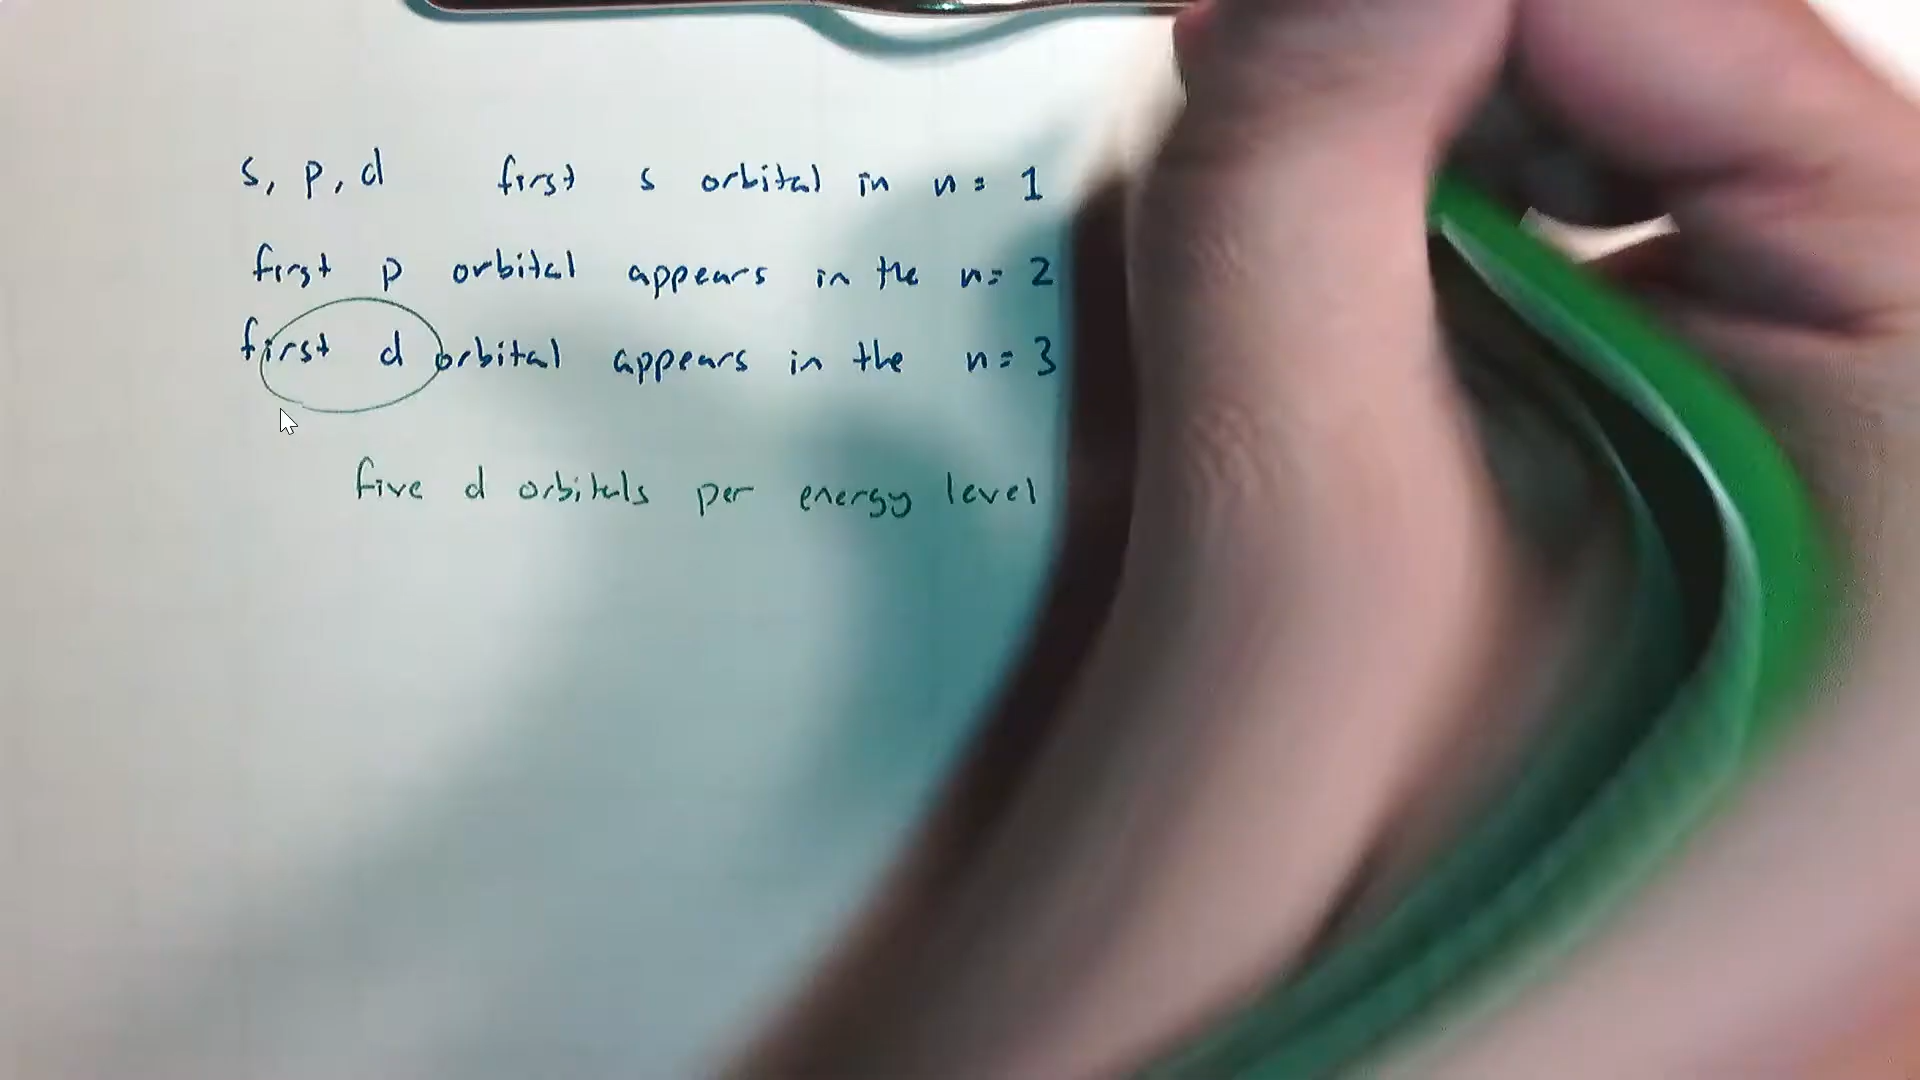 s, p, d first s orbital in n = 1
first p orbital appears in the n = 2
first d orbital appears in the n = 3
five d orbitals per energy level